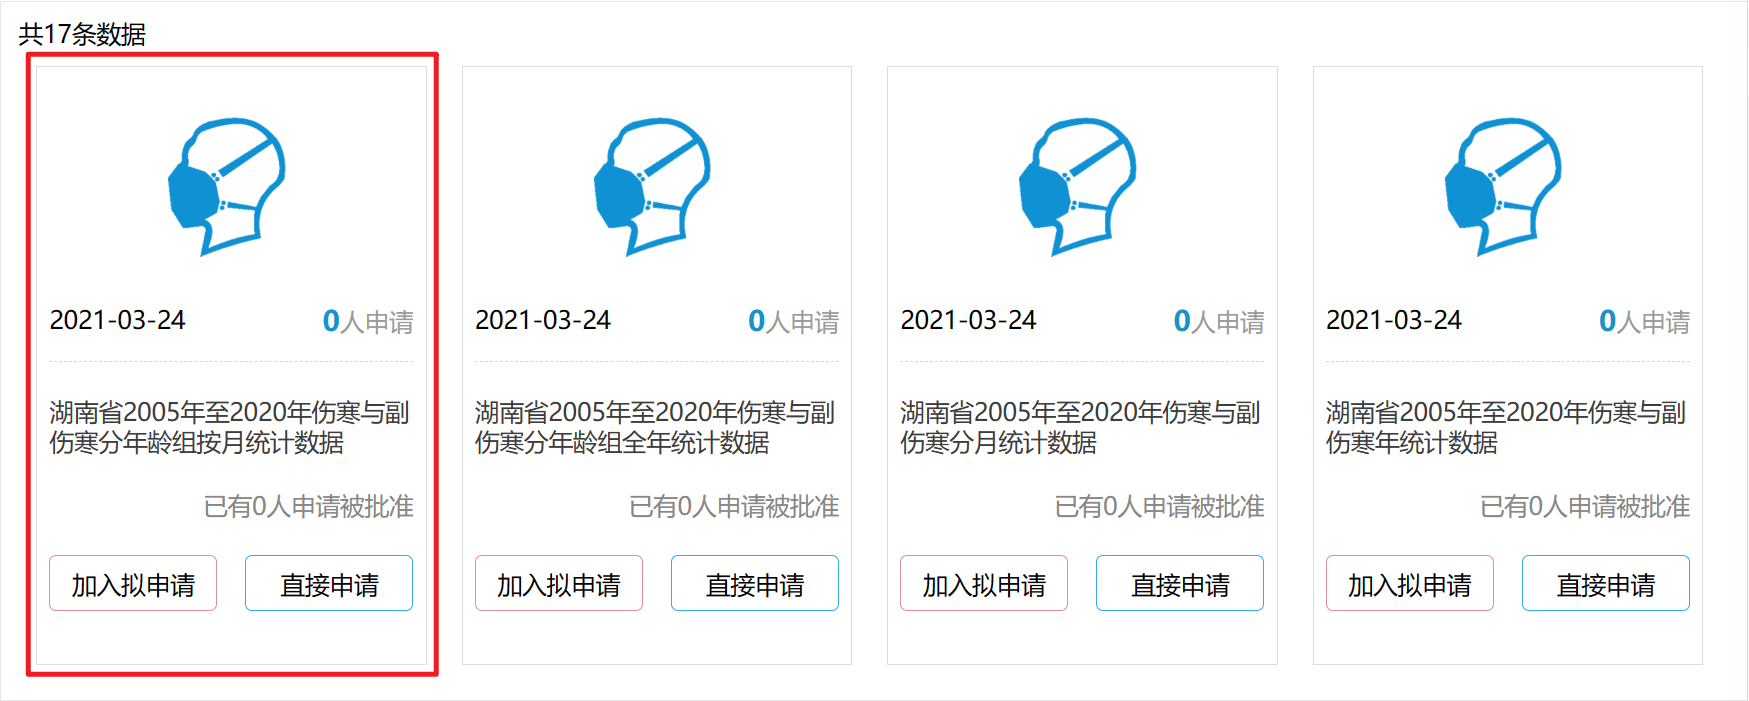 共17条数据
2021-03-24 0人申请
湖南省2005年至2020年伤寒与副
伤寒分年龄组按月统计数据
已有0人申请被批准
加入拟申请 直接申请
2021-03-24 0人申请
湖南省2005年至2020年伤寒与副
伤寒分年龄组全年统计数据
已有0人申请被批准
加入拟申请 直接申请
2021-03-24 0人申请
湖南省2005年至2020年伤寒与副
伤寒分月统计数据
已有0人申请被批准
加入拟申请 直接申请
2021-03-24 0人申请
湖南省2005年至2020年伤寒与副
伤寒年统计数据
已有0人申请被批准
加入拟申请 直接申请